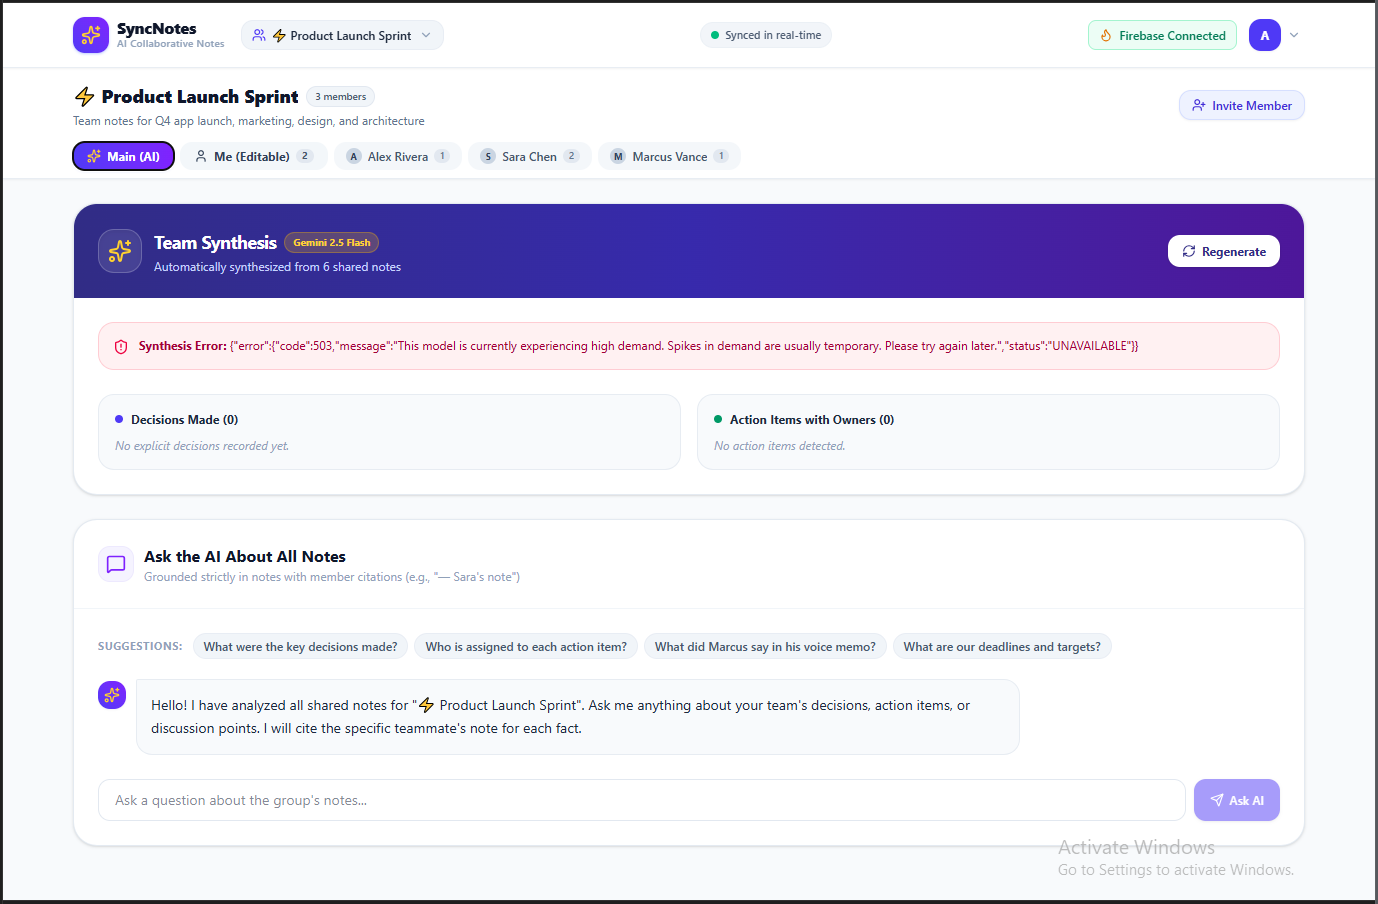 SyncNotes
AI Collaborative Notes
⚡ Product Launch Sprint
Synced in real-time
Firebase Connected
A
⚡ Product Launch Sprint
3 members
Team notes for Q4 app launch, marketing, design, and architecture
Invite Member
Main (AI)
Me (Editable) 2
A Alex Rivera 1
S Sara Chen 2
M Marcus Vance 1
Team Synthesis
Gemini 2.5 Flash
Automatically synthesized from 6 shared notes
Regenerate
Synthesis Error: {"error":{"code":503,"message":"This model is currently experiencing high demand. Spikes in demand are usually temporary. Please try again later.","status":"UNAVAILABLE"}}
Decisions Made (0)
No explicit decisions recorded yet.
Action Items with Owners (0)
No action items detected.
Ask the AI About All Notes
Grounded strictly in notes with member citations (e.g., "— Sara's note")
SUGGESTIONS:
What were the key decisions made?
Who is assigned to each action item?
What did Marcus say in his voice memo?
What are our deadlines and targets?
Hello! I have analyzed all shared notes for "⚡ Product Launch Sprint". Ask me anything about your team's decisions, action items, or
discussion points. I will cite the specific teammate's note for each fact.
Ask a question about the group's notes...
Ask AI
Activate Windows
Go to Settings to activate Windows.